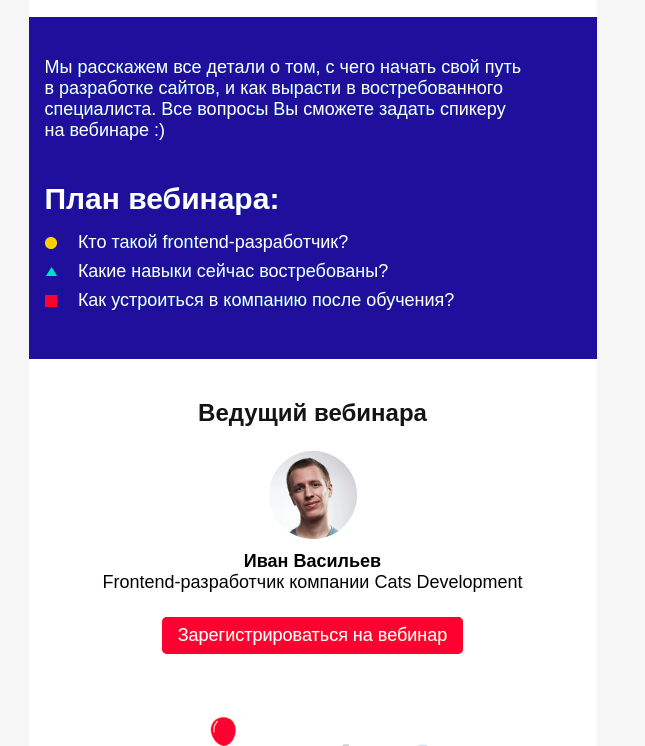 Мы расскажем все детали о том, с чего начать свой путь
в разработке сайтов, и как вырасти в востребованного
специалиста. Все вопросы Вы сможете задать спикеру
на вебинаре :)
План вебинара:
Кто такой frontend-разработчик?
Какие навыки сейчас востребованы?
Как устроиться в компанию после обучения?
Ведущий вебинара
Иван Васильев
Frontend-разработчик компании Cats Development
Зарегистрироваться на вебинар